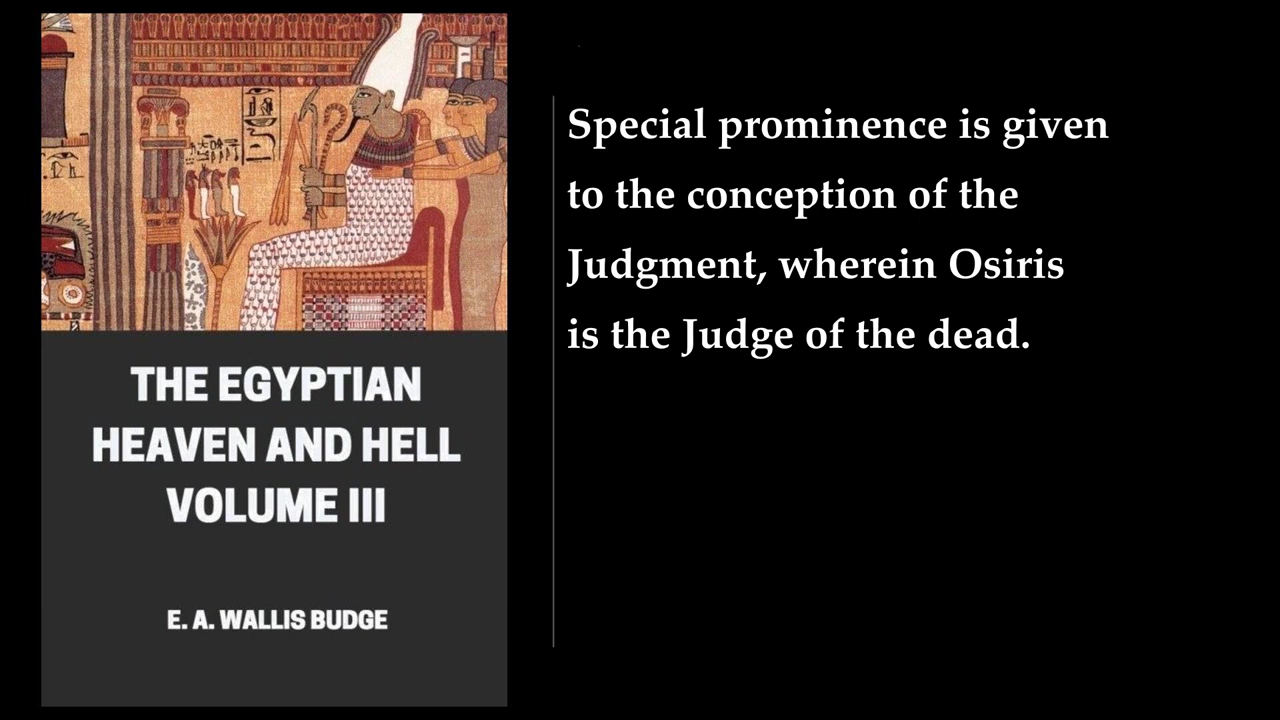 THE EGYPTIAN
HEAVEN AND HELL
VOLUME III
E. A. WALLIS BUDGE
Special prominence is given
to the conception of the
Judgment, wherein Osiris
is the Judge of the dead.